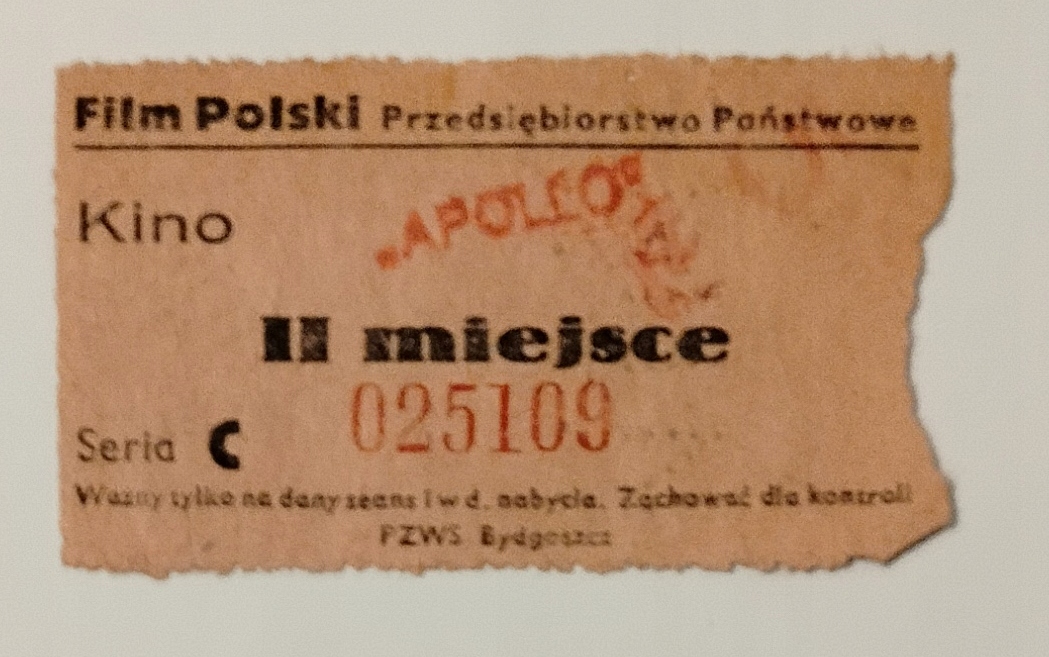 Film Polski Przedsiębiorstwo Państwowe
Kino
„APOLLO"
II miejsce
025109
Seria C
Ważny tylko na dany seans i w d. nabycia. Zachować dla kontroli
PZWS Bydgoszcz